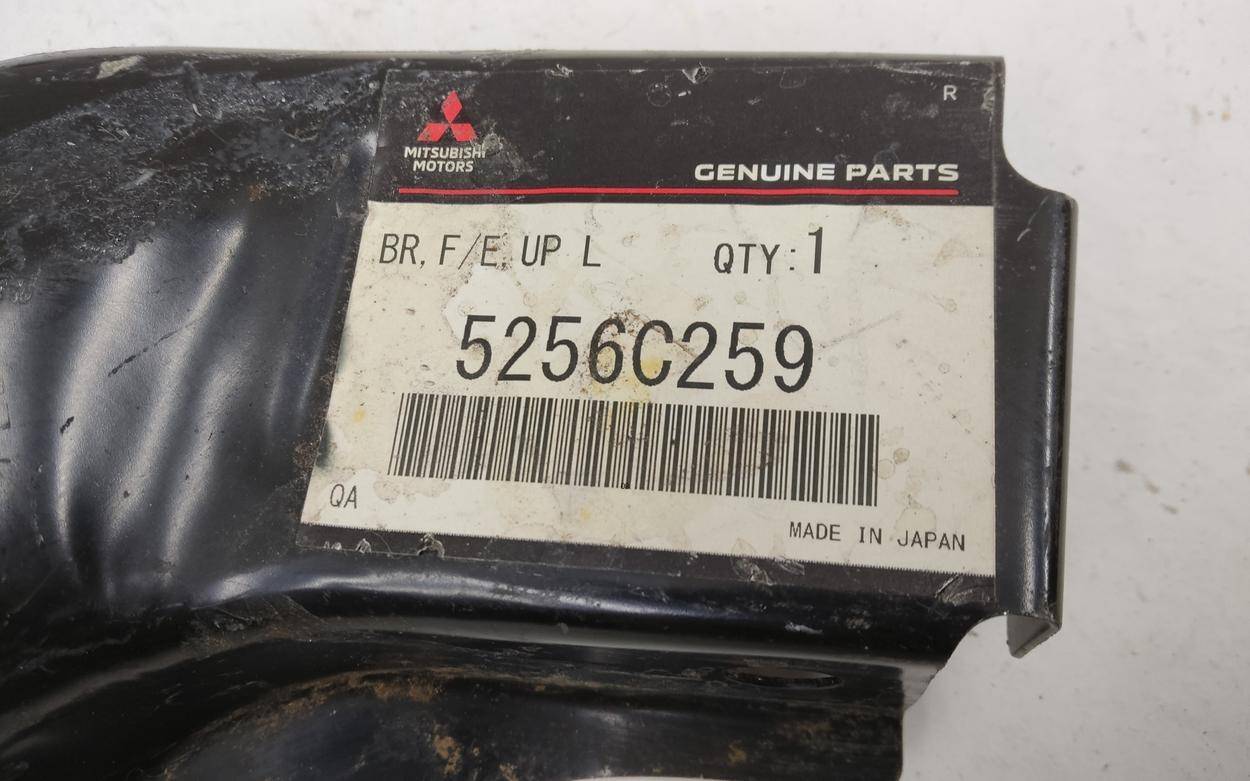 R
MITSUBISHI
MOTORS
GENUINE PARTS
BR, F/E, UP L QTY:1
5256C259
QA
MADE IN JAPAN